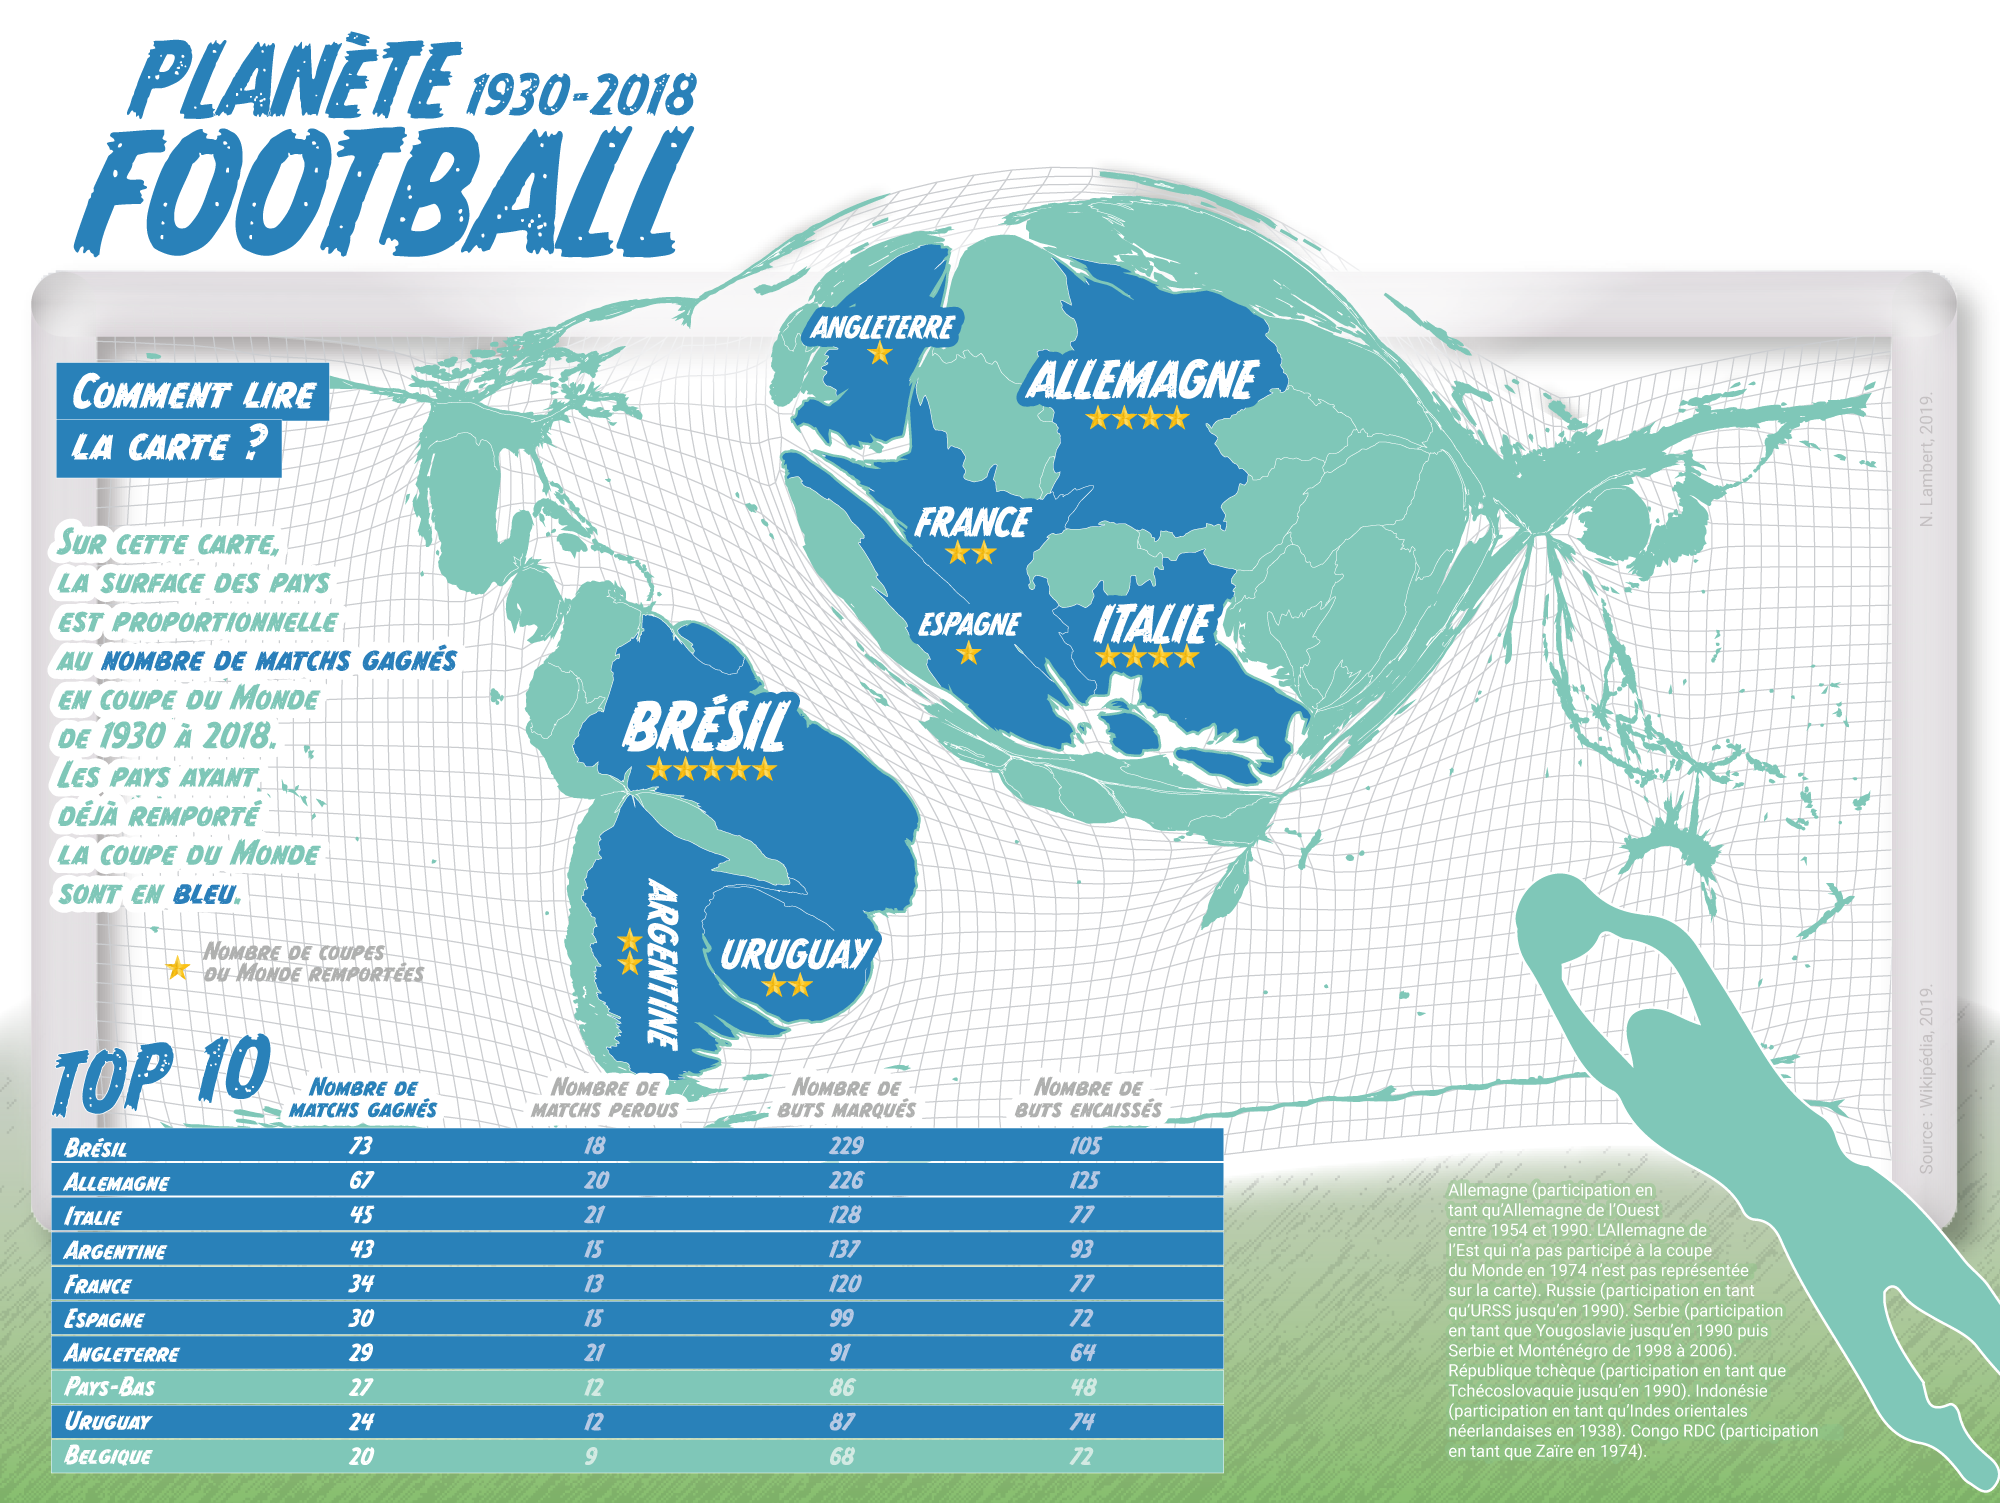 PLANÈTE 1930-2018
FOOTBALL
COMMENT LIRE
LA CARTE ?
SUR CETTE CARTE,
LA SURFACE DES PAYS
EST PROPORTIONNELLE
AU NOMBRE DE MATCHS GAGNÉS
EN COUPE DU MONDE
DE 1930 À 2018.
LES PAYS AYANT
DÉJÀ REMPORTÉ
LA COUPE DU MONDE
SONT EN BLEU.
NOMBRE DE COUPES
DU MONDE REMPORTÉES
ANGLETERRE
ALLEMAGNE
FRANCE
ESPAGNE
ITALIE
BRÉSIL
ARGENTINE
URUGUAY
N. Lambert, 2019.
Source : Wikipédia, 2019.
TOP 10
NOMBRE DE MATCHS GAGNÉS NOMBRE DE MATCHS PERDUS NOMBRE DE BUTS MARQUÉS NOMBRE DE BUTS ENCAISSÉS
BRÉSIL 73 18 229 105
ALLEMAGNE 67 20 226 125
ITALIE 45 21 128 77
ARGENTINE 43 15 137 93
FRANCE 34 13 120 77
ESPAGNE 30 15 99 72
ANGLETERRE 29 21 91 64
PAYS-BAS 27 12 86 48
URUGUAY 24 12 87 74
BELGIQUE 20 9 68 72
Allemagne (participation en
tant qu'Allemagne de l'Ouest
entre 1954 et 1990. L'Allemagne de
l'Est qui n'a pas participé à la coupe
du Monde en 1974 n'est pas représentée
sur la carte). Russie (participation en tant
qu'URSS jusqu'en 1990). Serbie (participation
en tant que Yougoslavie jusqu'en 1990 puis
Serbie et Monténégro de 1998 à 2006).
République tchèque (participation en tant que
Tchécoslovaquie jusqu'en 1990). Indonésie
(participation en tant qu'Indes orientales
néerlandaises en 1938). Congo RDC (participation
en tant que Zaïre en 1974).